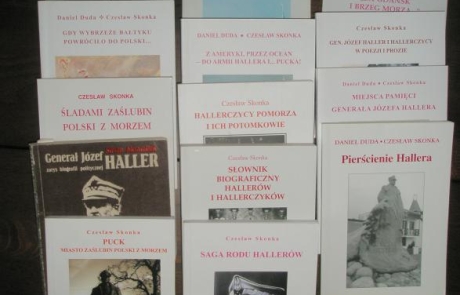 Daniel Duda Czesław Skonka
GDY WYBRZEŻE BAŁTYKU
POWRÓCIŁO DO POLSKI...
CZESŁAW SKONKA
ŚLADAMI ZAŚLUBIN
POLSKI Z MORZEM
Generał Józef
HALLER
zarys biografii politycznej
Czesław Skonka
PUCK
MIASTO ZAŚLUBIN POLSKI Z MORZEM
DANIEL DUDA • CZESŁAW SKONKA
Z AMERYKI, PRZEZ OCEAN
- DO ARMII HALLERA I... PUCKA!
Czesław Skonka
HALLERCZYCY POMORZA
I ICH POTOMKOWIE
Czesław Skonka
SŁOWNIK
BIOGRAFICZNY
HALLERÓW
I HALLERCZYKÓW
Czesław Skonka
SAGA RODU HALLERÓW
I BRZEG MORZA
Czesław Skonka
GEN. JÓZEF HALLER I HALLERCZYCY
W POEZJI I PROZIE
Daniel Duda • Czesław Skonka
MIEJSCA PAMIĘCI
GENERAŁA JÓZEFA HALLERA
DANIEL DUDA • CZESŁAW SKONKA
Pierścienie Hallera